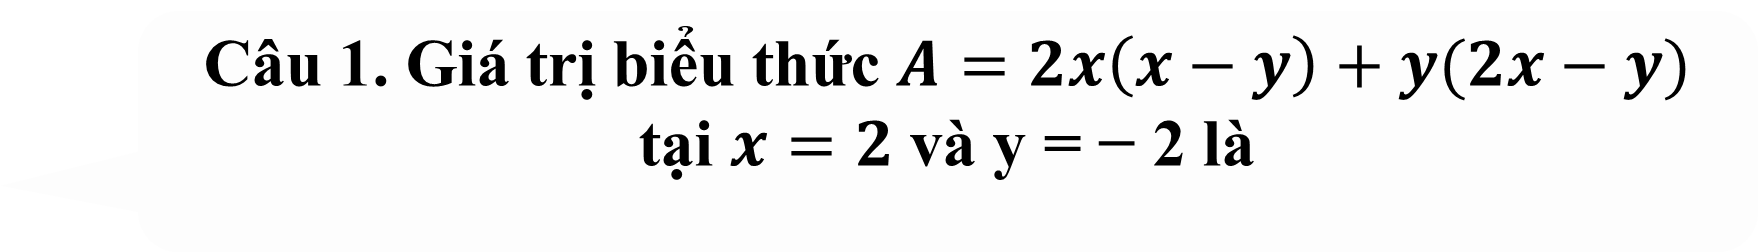 Câu 1. Giá trị biểu thức A = 2x(x − y) + y(2x − y)
tại x = 2 và y = − 2 là